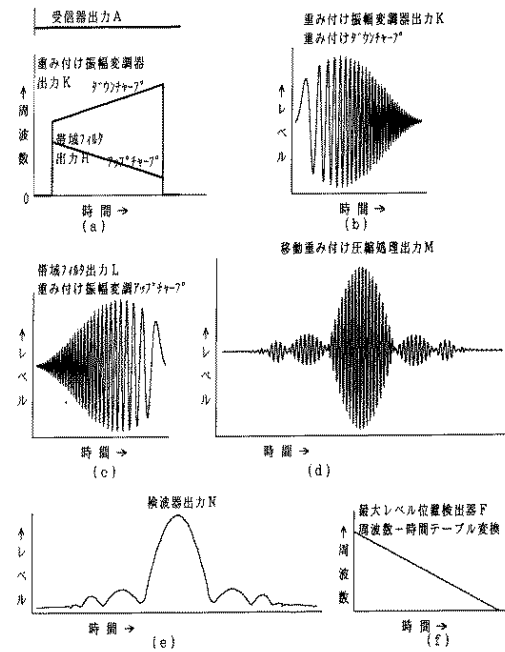 受信器出力A
重み付け振幅変調器
出力K
ダウンチャープ
帯域フィルタ
出力H
アップチャープ
↑周波数
0
時間→
(a)
重み付け振幅変調器出力K
重み付けダウンチャープ
↑レベル
時間→
(b)
帯域フィルタ出力L
重み付け振幅変調アップチャープ
↑レベル
時間→
(c)
移動重み付け圧縮処理出力M
↑レベル
時間→
(d)
検波器出力N
↑レベル
時間→
(e)
最大レベル位置検出器F
周波数−時間テーブル変換
↑周波数
時間→
(f)